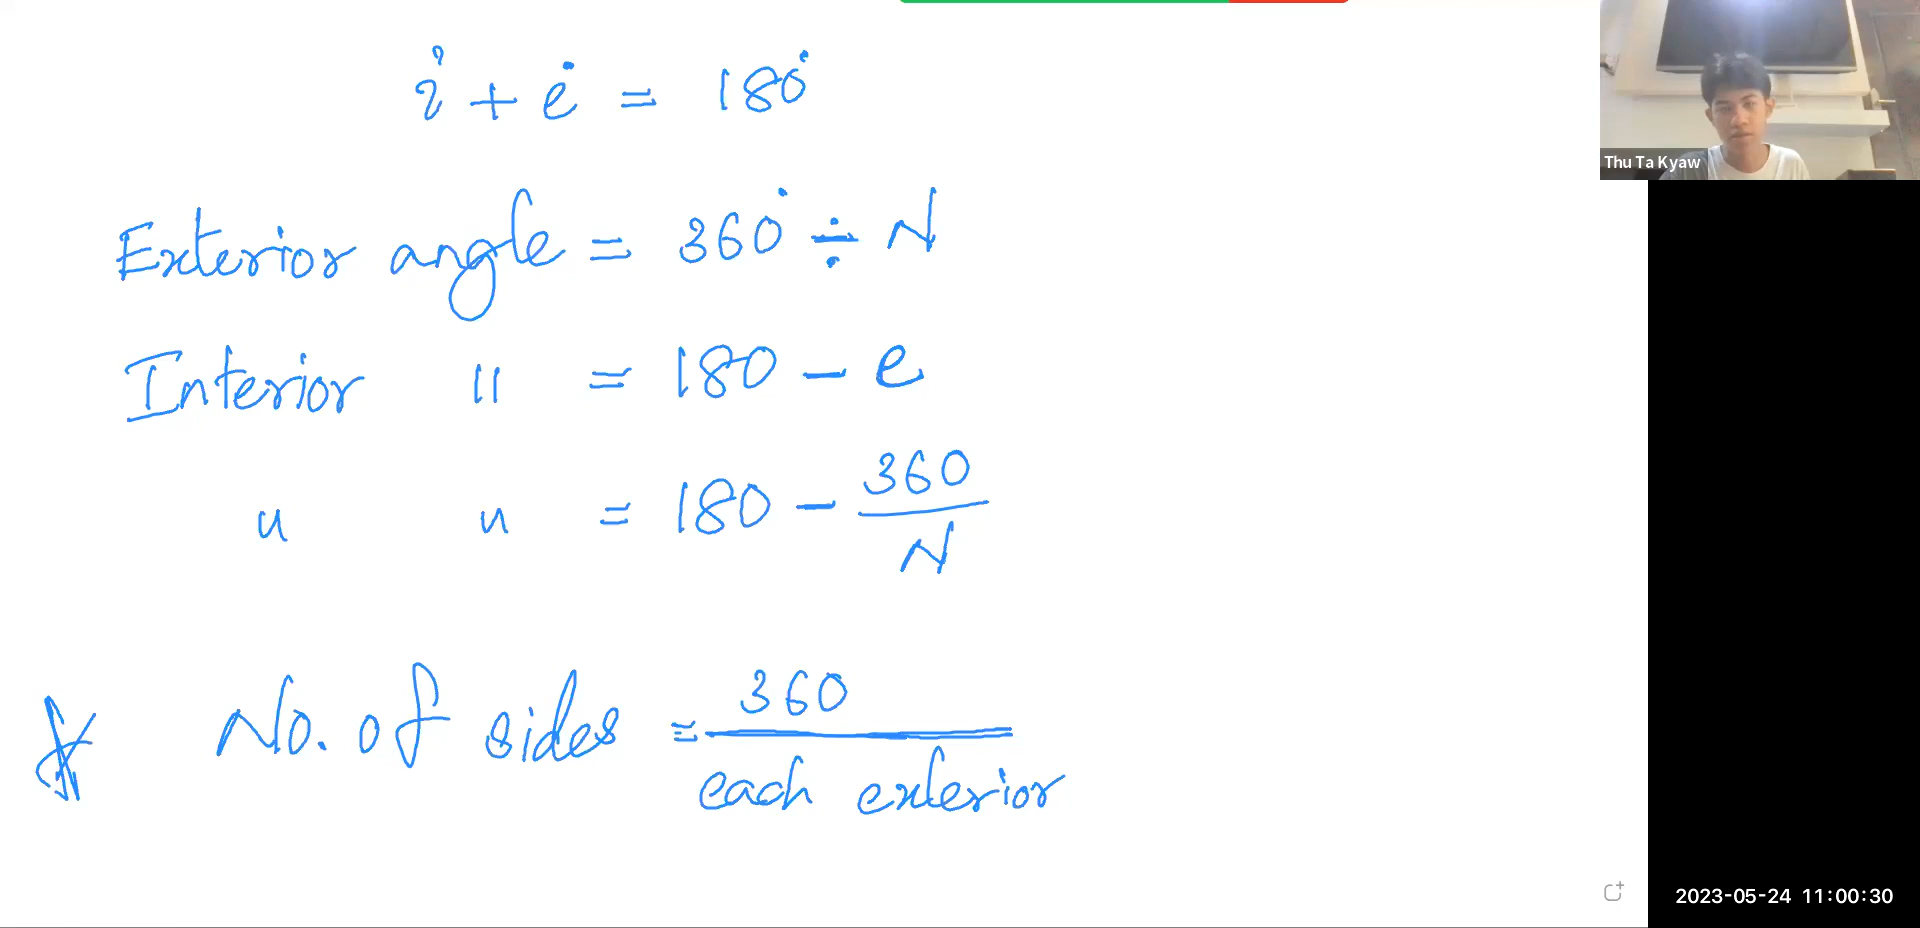 i° + e° = 180°
Thu Ta Kyaw
Exterior angle = 360° ÷ N
Interior " = 180 - e
" " = 180 - 360/N
* No. of sides = 360/each exterior
2023-05-24 11:00:30